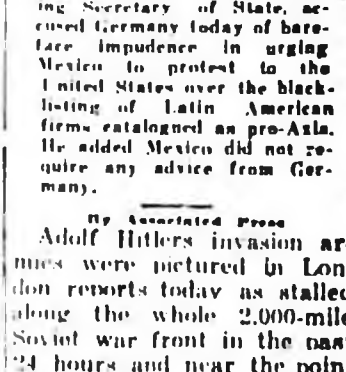 ing Secretary of State, ac-
cused Germany today of bare-
face impudence in urging
Mexico to protest to the
United States over the black-
listing of Latin American
firms catalogued as pro-Axis.
He added Mexico did not re-
quire any advice from Ger-
many.
By Associated Press
Adolf Hitlers invasion ar
mies were pictured in Lon
don reports today as stalled
along the whole 2,000-mile
Soviet war front in the past
24 hours and near the point